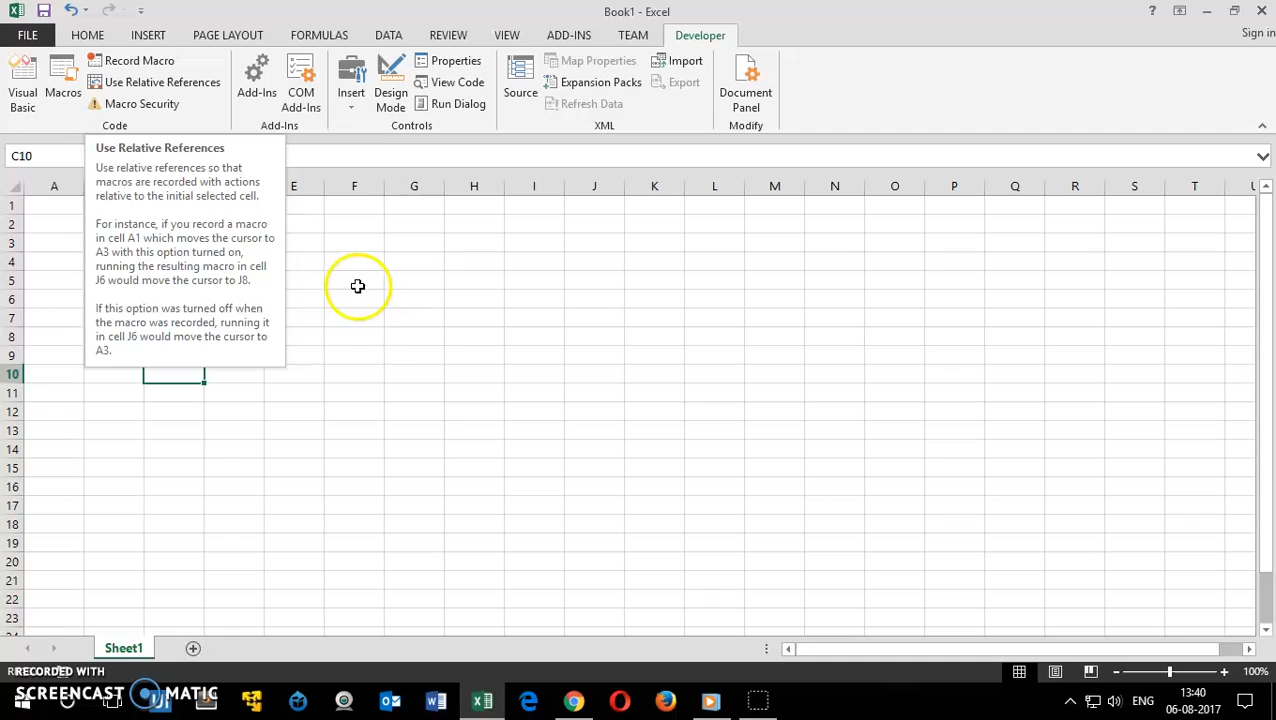 Book1 - Excel
?
FILE HOME INSERT PAGE LAYOUT FORMULAS DATA REVIEW VIEW ADD-INS TEAM Developer Sign in
Visual Basic
Macros
Record Macro
Use Relative References
Macro Security
Code
Add-Ins
COM Add-Ins
Add-Ins
Insert
Design Mode
Properties
View Code
Run Dialog
Controls
Source
Map Properties
Expansion Packs
Refresh Data
Import
Export
XML
Document Panel
Modify
C10
Use Relative References
Use relative references so that
macros are recorded with actions
relative to the initial selected cell.
For instance, if you record a macro
in cell A1 which moves the cursor to
A3 with this option turned on,
running the resulting macro in cell
J6 would move the cursor to J8.
If this option was turned off when
the macro was recorded, running it
in cell J6 would move the cursor to
A3.
A E F G H I J K L M N O P Q R S T
1
2
3
4
5
6
7
8
9
10
11
12
13
14
15
16
17
18
19
20
21
22
23
Sheet1
RECORDED WITH
SCREENCAST MATIC
100%
ENG
13:40
06-08-2017